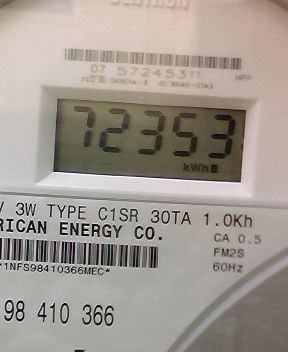 07 57245311
72353
kWh
V 3W TYPE C1SR 30TA 1.0Kh
RICAN ENERGY CO.
CA 0.5
FM2S
60Hz
*1NFS98410366MEC*
98 410 366